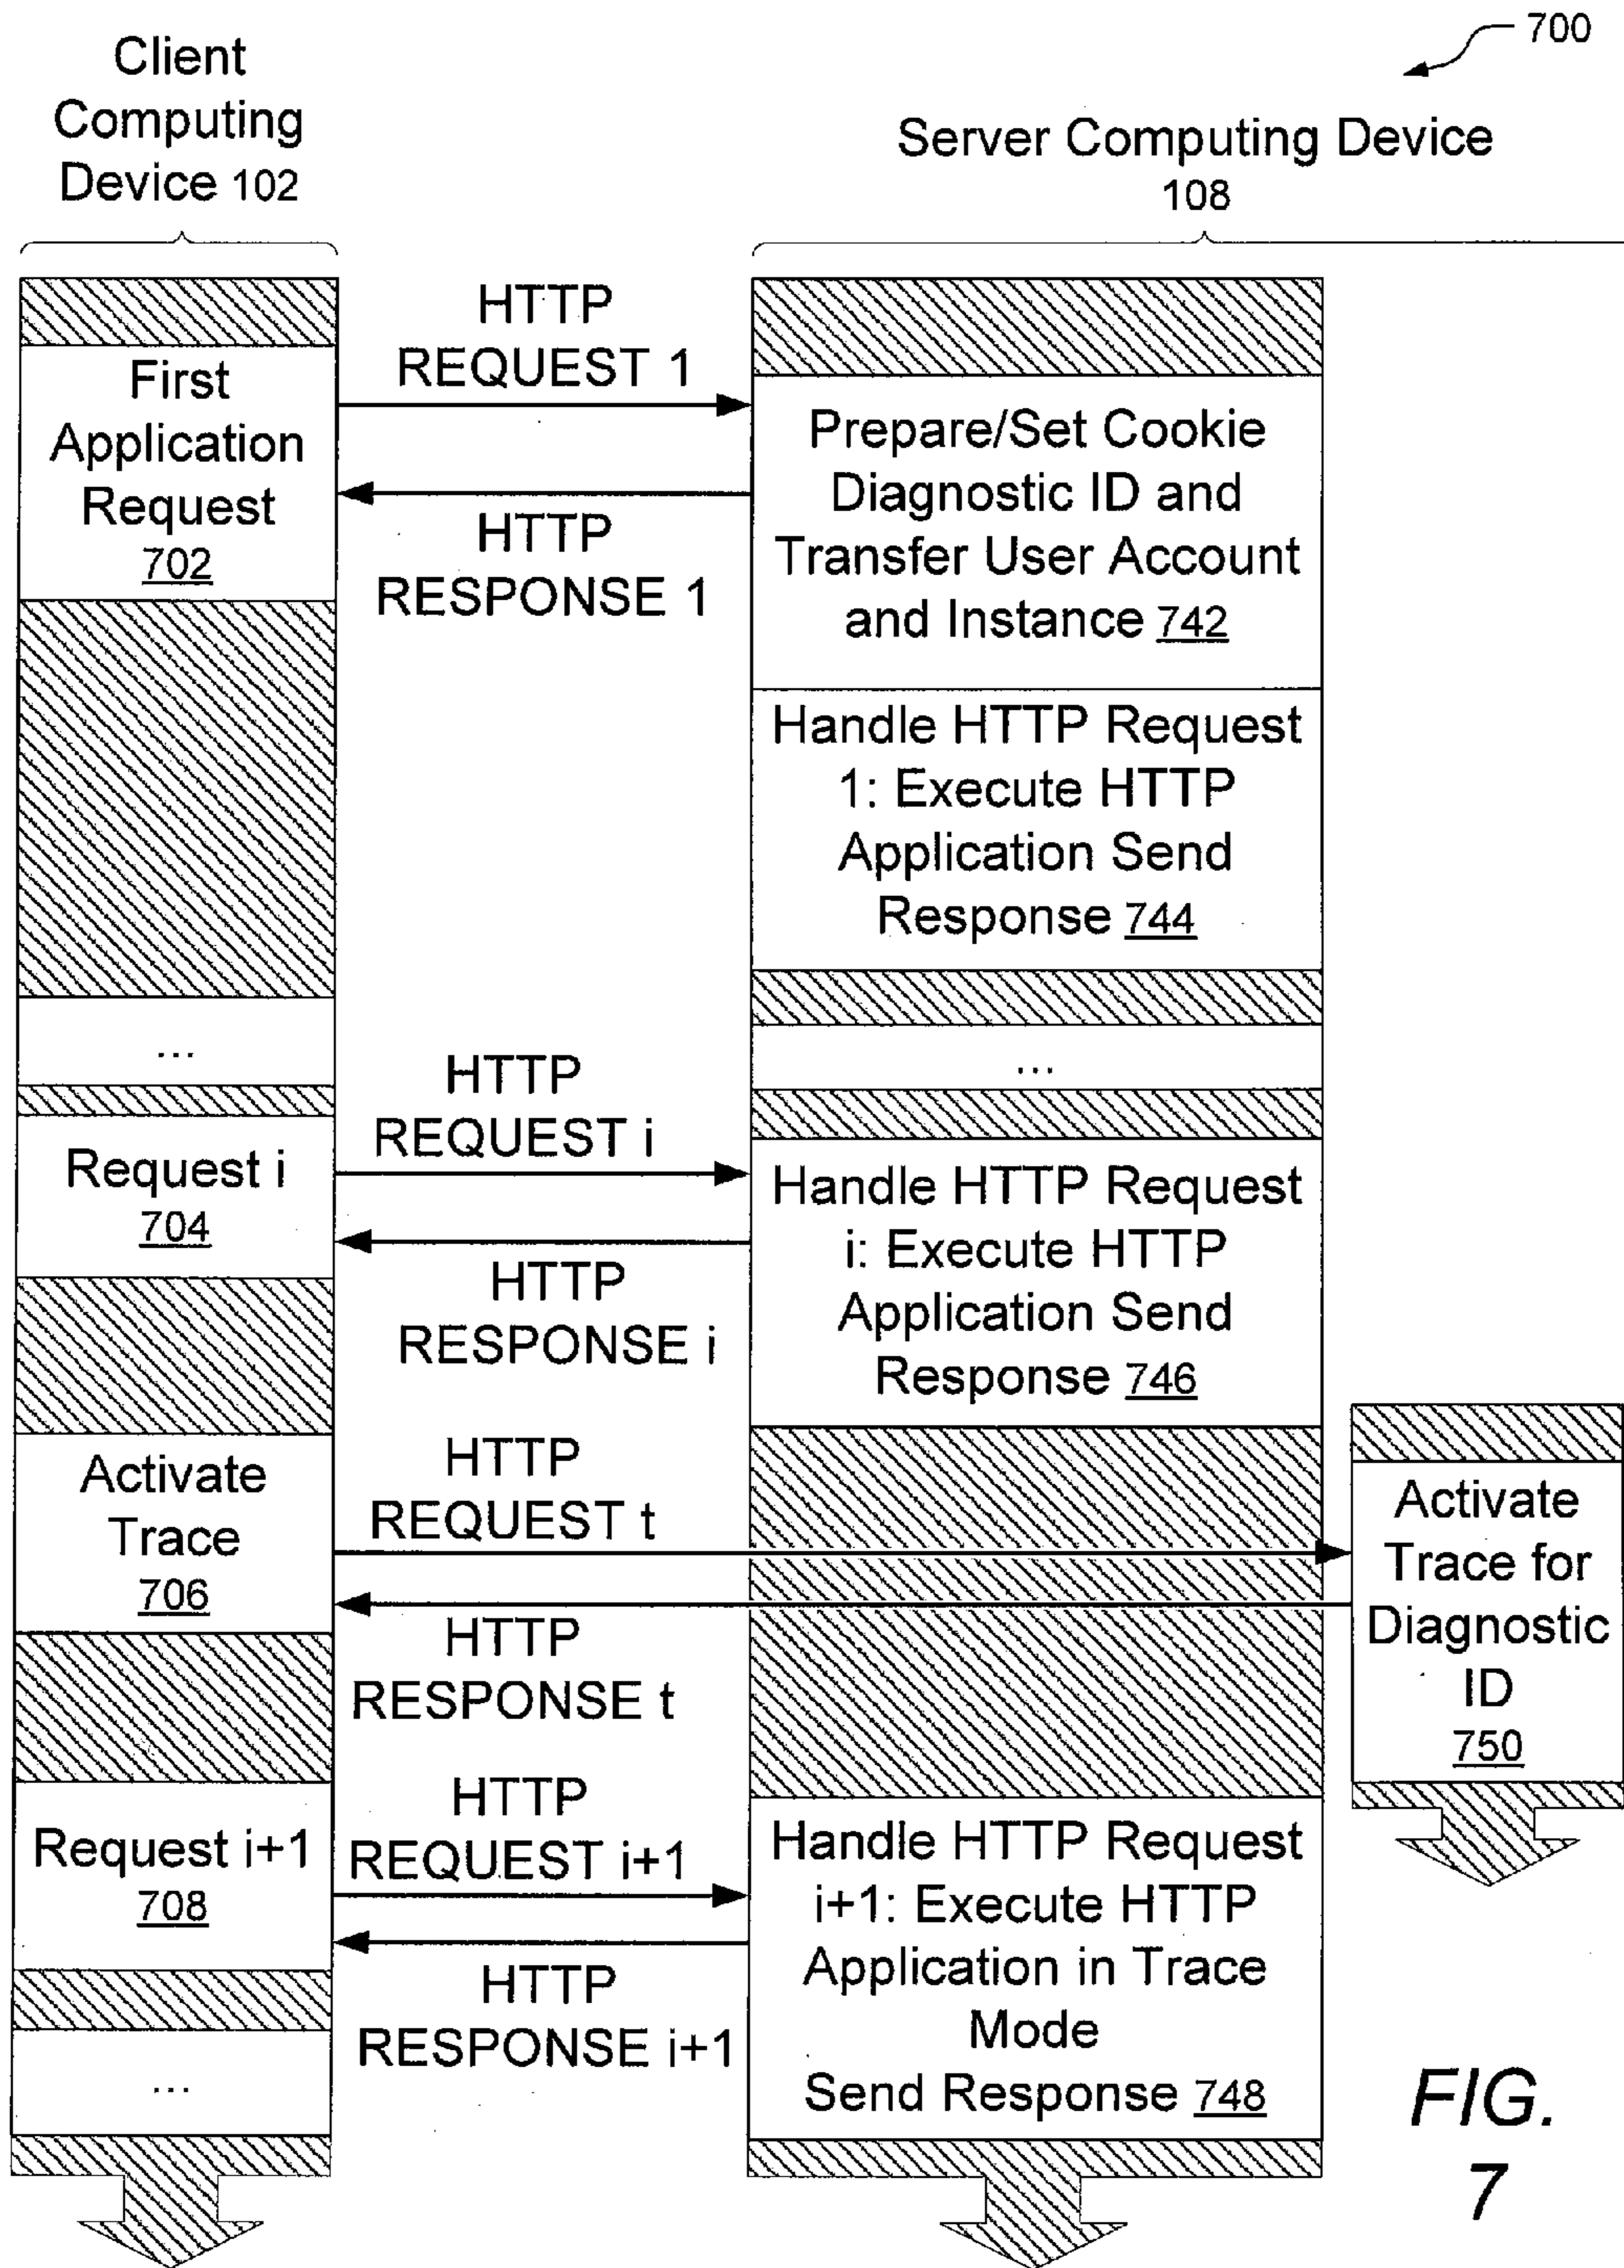 700
Client
Computing
Device 102
Server Computing Device
108
First
Application
Request
702
HTTP
REQUEST 1
HTTP
RESPONSE 1
Prepare/Set Cookie
Diagnostic ID and
Transfer User Account
and Instance 742
Handle HTTP Request
1: Execute HTTP
Application Send
Response 744
...
...
Request i
704
HTTP
REQUEST i
HTTP
RESPONSE i
Handle HTTP Request
i: Execute HTTP
Application Send
Response 746
Activate
Trace
706
HTTP
REQUEST t
HTTP
RESPONSE t
Activate
Trace for
Diagnostic
ID
750
Request i+1
708
HTTP
REQUEST i+1
HTTP
RESPONSE i+1
Handle HTTP Request
i+1: Execute HTTP
Application in Trace
Mode
Send Response 748
...
FIG.
7